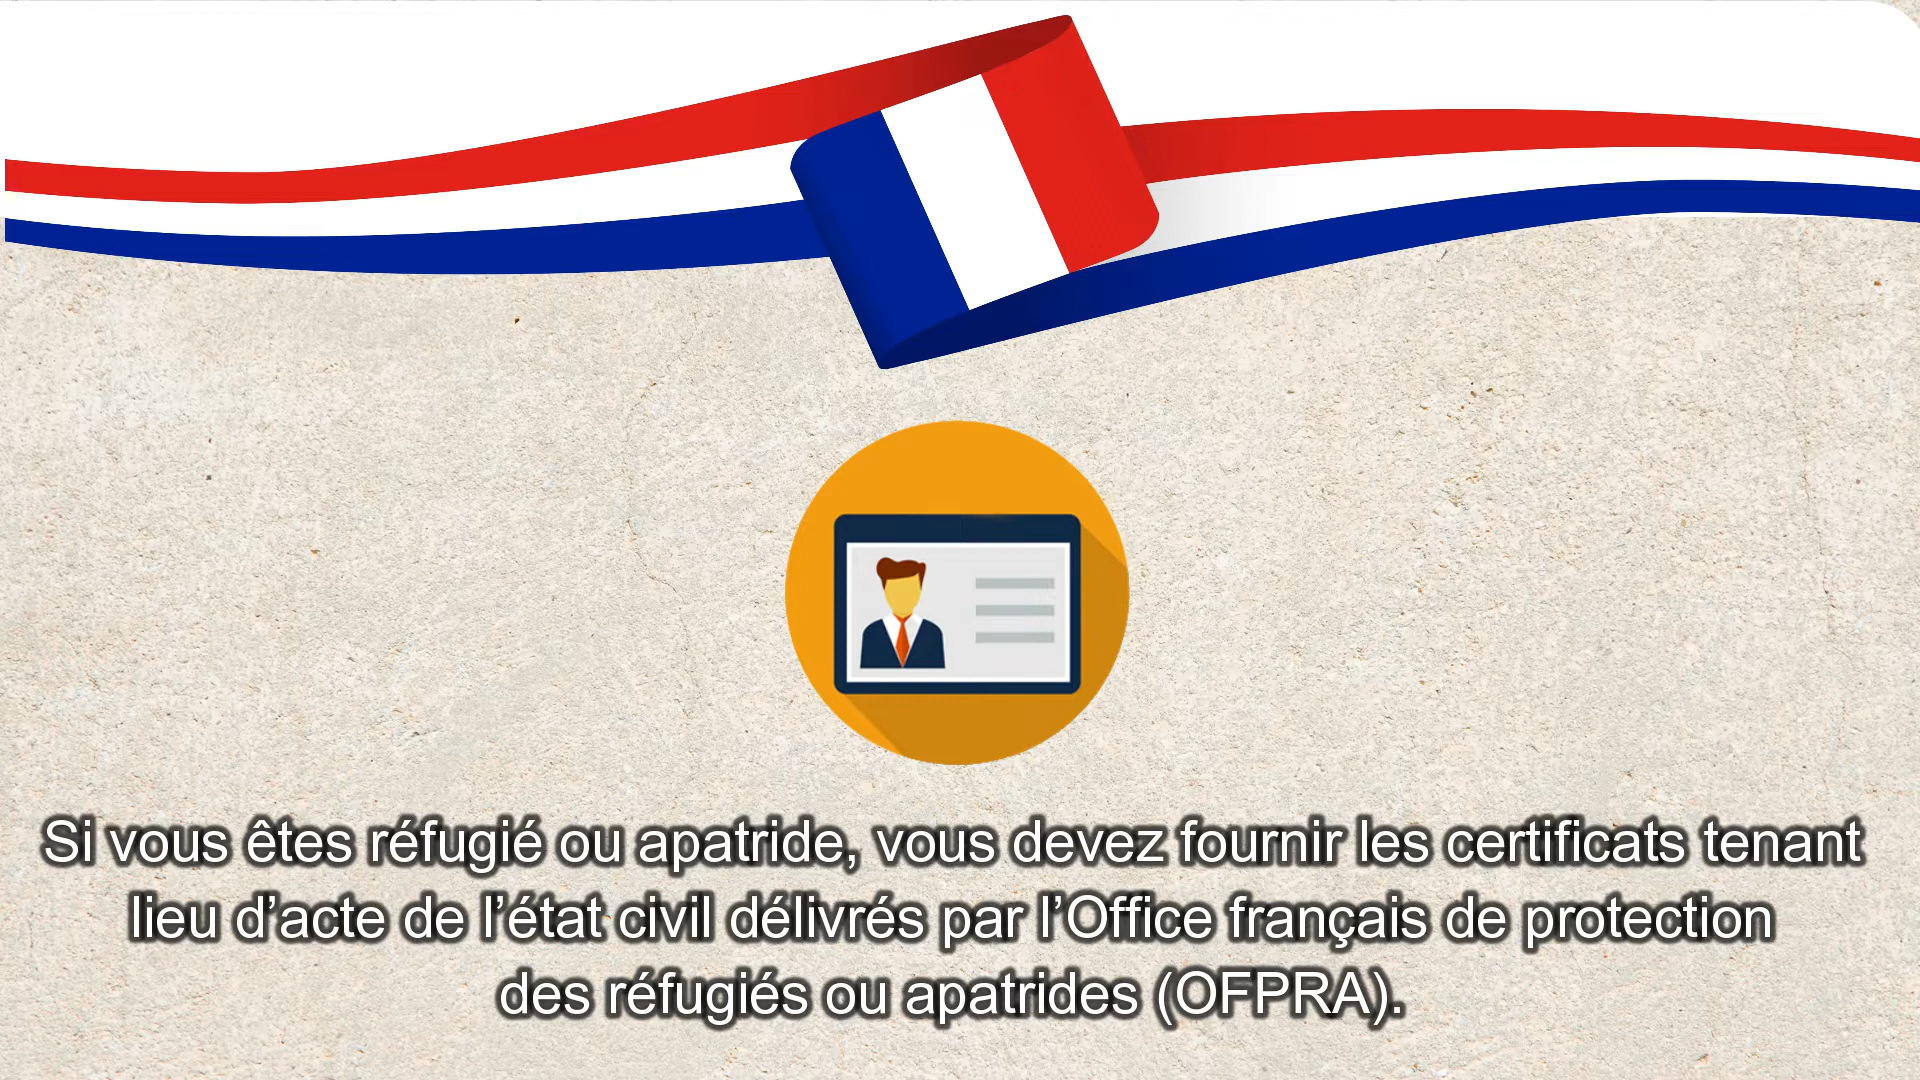 Si vous êtes réfugié ou apatride, vous devez fournir les certificats tenant
lieu d’acte de l’état civil délivrés par l’Office français de protection
des réfugiés ou apatrides (OFPRA).